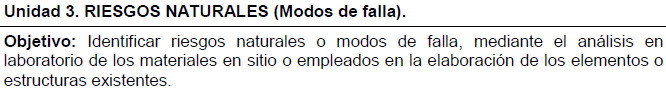 Unidad 3. RIESGOS NATURALES (Modos de falla).
Objetivo: Identificar riesgos naturales o modos de falla, mediante el análisis en
laboratorio de los materiales en sitio o empleados en la elaboración de los elementos o
estructuras existentes.